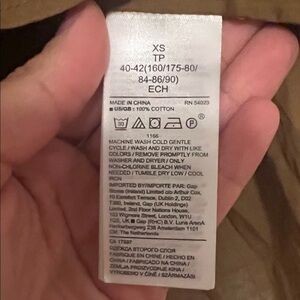 XS
TP
40-42(160/175-80/
84-86/90)
ECH
MADE IN CHINA RN 54023
US/GB : 100% COTTON
1166
MACHINE WASH COLD GENTLE
CYCLE / WASH AND DRY WITH LIKE
COLORS / REMOVE PROMPTLY FROM
WASHER AND DRYER / ONLY
NON-CHLORINE BLEACH WHEN
NEEDED / TUMBLE DRY LOW / COOL
IRON
IMPORTED BY/IMPORTÉ PAR: Gap
Stores (Ireland) Limited c/o Arthur Cox,
10 Earlsfort Terrace, Dublin 2, D02
T380, Ireland, Gap (UK Holdings)
Limited, 2nd Floor Nations House,
103 Wigmore Street, London, W1U
1QS, UK Gap (RHC) B.V. Luna ArenA
Herikerbergweg 238 Amsterdam 1101
CM, The Netherlands
CA 17897
FABRIQUÉ
EN CHINE / HECHO EN
CHINA / FABRICADO NA CHINA /